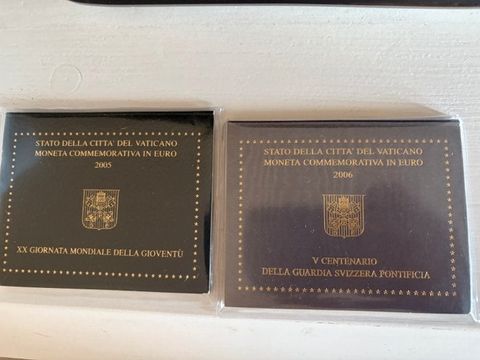 STATO DELLA CITTA' DEL VATICANO
MONETA COMMEMORATIVA IN EURO
2005
XX GIORNATA MONDIALE DELLA GIOVENTÙ
STATO DELLA CITTA' DEL VATICANO
MONETA COMMEMORATIVA IN EURO
2006
V CENTENARIO
DELLA GUARDIA SVIZZERA PONTIFICIA